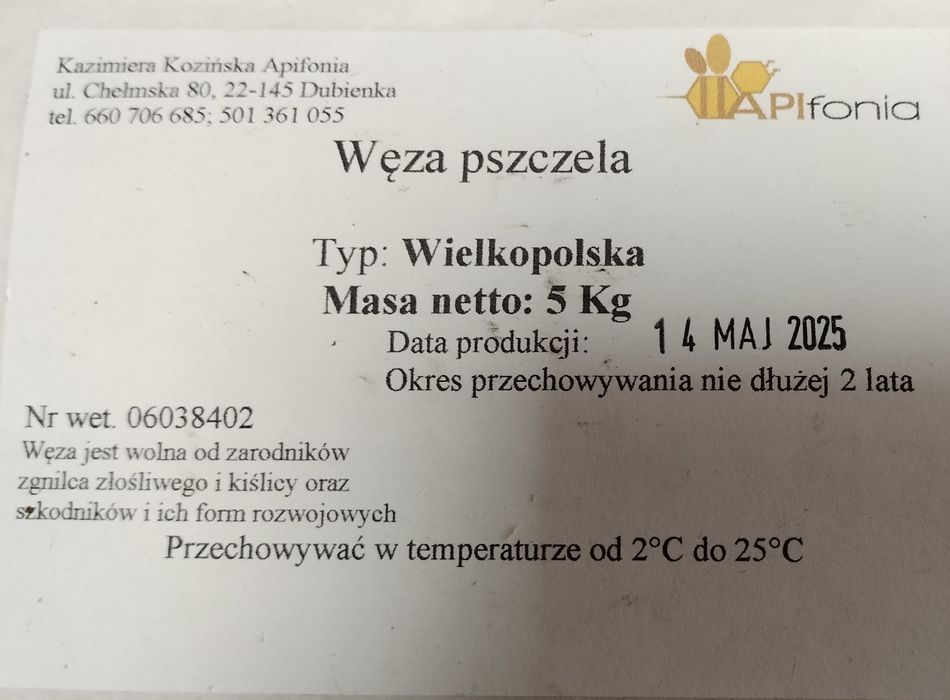 Kazimiera Kozińska Apifonia
ul. Chełmska 80, 22-145 Dubienka
tel. 660 706 685; 501 361 055
APIfonia
Węza pszczela
Typ: Wielkopolska
Masa netto: 5 Kg
Data produkcji: 14 MAJ 2025
Okres przechowywania nie dłużej 2 lata
Nr wet. 06038402
Węza jest wolna od zarodników
zgnilca złośliwego i kiślicy oraz
szkodników i ich form rozwojowych
Przechowywać w temperaturze od 2°C do 25°C